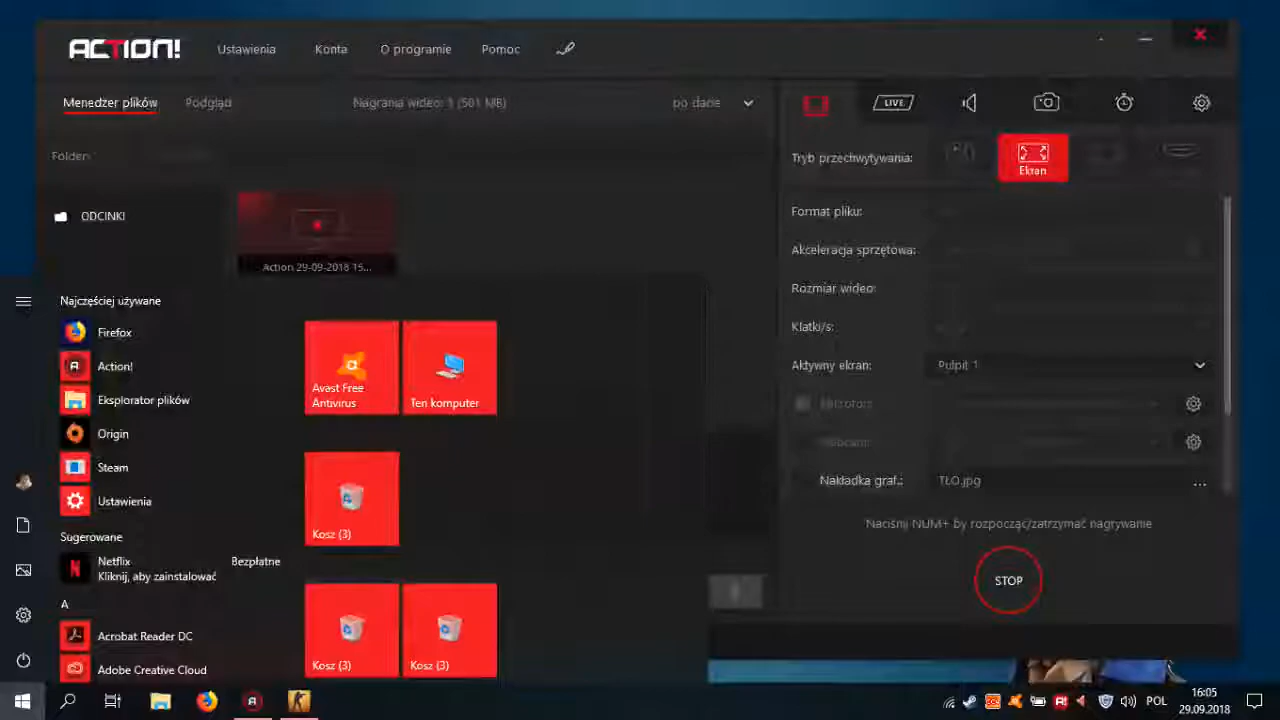 ACTION!
Ustawienia
Konta
O programie
Pomoc
Menedżer plików
Podgląd
Nagrania wideo: 1 (501 MB)
po dacie
LIVE
Folder:
Tryb przechwytywania:
Ekran
ODCINKI
Action 29-09-2018 15...
Format pliku:
Akceleracja sprzętowa:
Rozmiar wideo:
Klatki/s:
Aktywny ekran:
Pulpit 1
Nakładka graf.:
TŁO.jpg
...
Naciśnij NUM+ by rozpocząć/zatrzymać nagrywanie
STOP
Najczęściej używane
Firefox
Action!
Eksplorator plików
Origin
Steam
Ustawienia
Sugerowane
Netflix
Bezpłatne
Kliknij, aby zainstalować
A
Acrobat Reader DC
Adobe Creative Cloud
Avast Free
Antivirus
Ten komputer
Kosz (3)
Kosz (3)
Kosz (3)
POL
16:05
29.09.2018